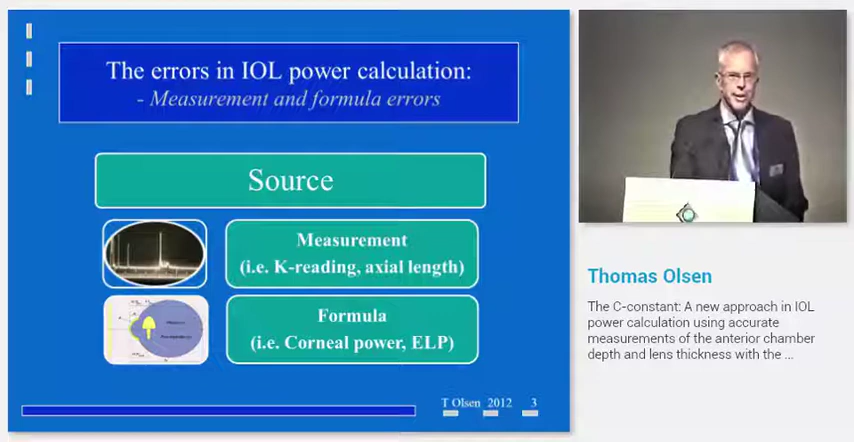 The errors in IOL power calculation:
- Measurement and formula errors
Source
Measurement
(i.e. K-reading, axial length)
Formula
(i.e. Corneal power, ELP)
T Olsen 2012 3
Thomas Olsen
The C-constant: A new approach in IOL
power calculation using accurate
measurements of the anterior chamber
depth and lens thickness with the ...